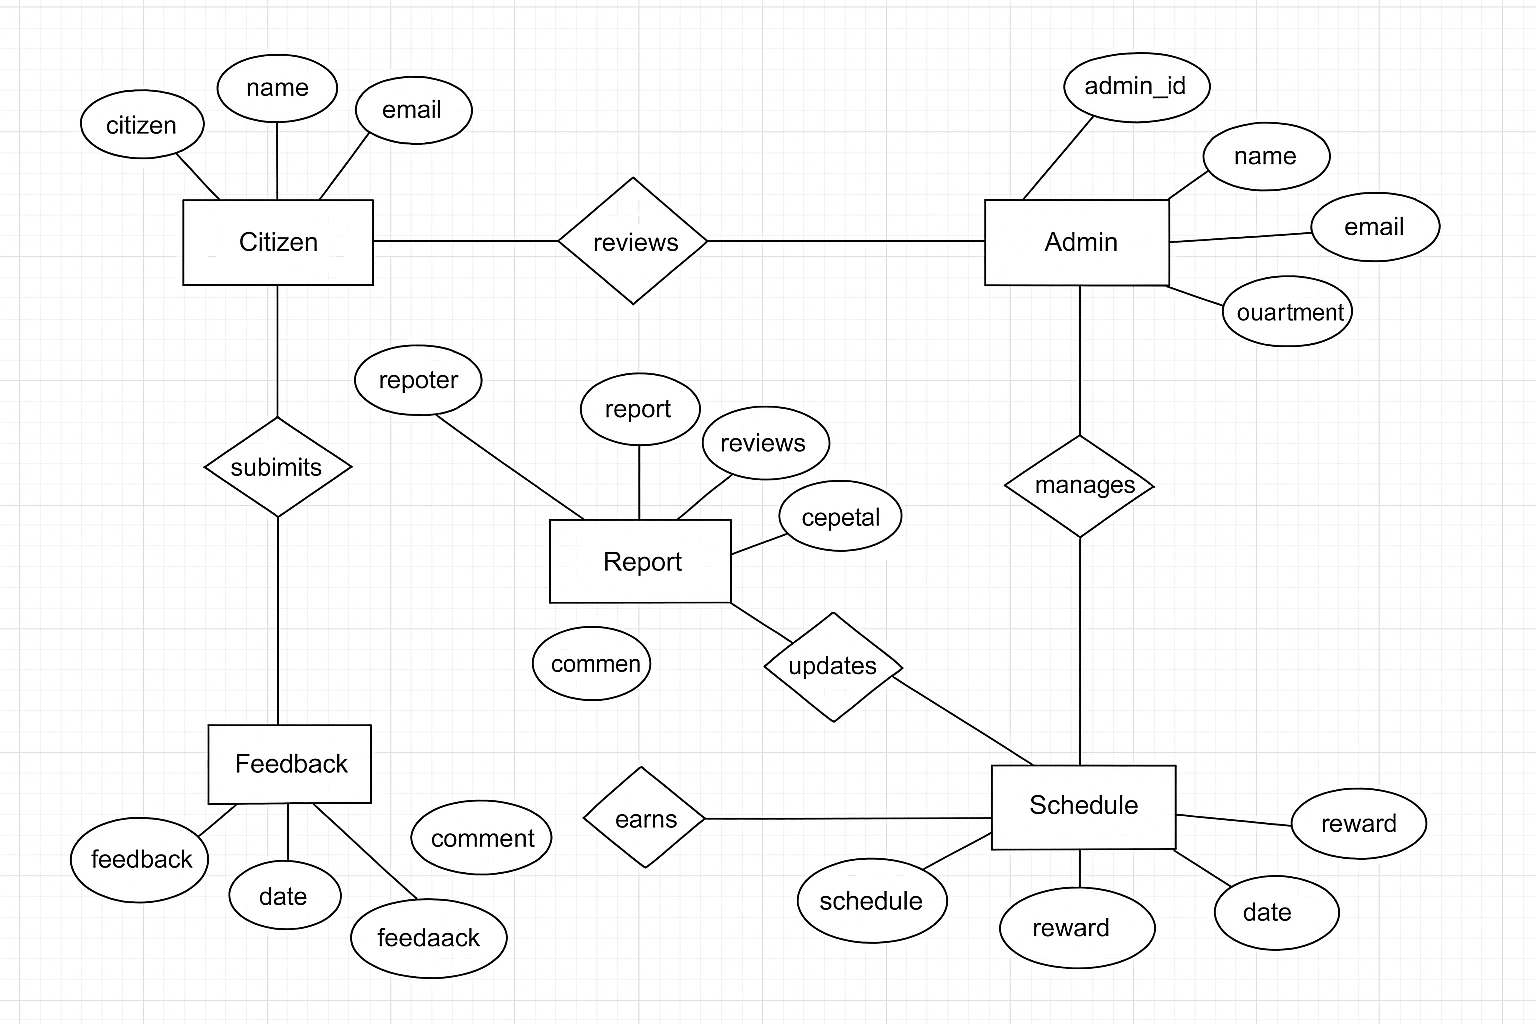 name
admin_id
citizen
email
name
email
Citizen
reviews
Admin
ouartment
repoter
report
reviews
subimits
manages
cepetal
Report
commen
updates
Feedback
Schedule
earns
reward
comment
feedback
date
schedule
reward
date
feedaack